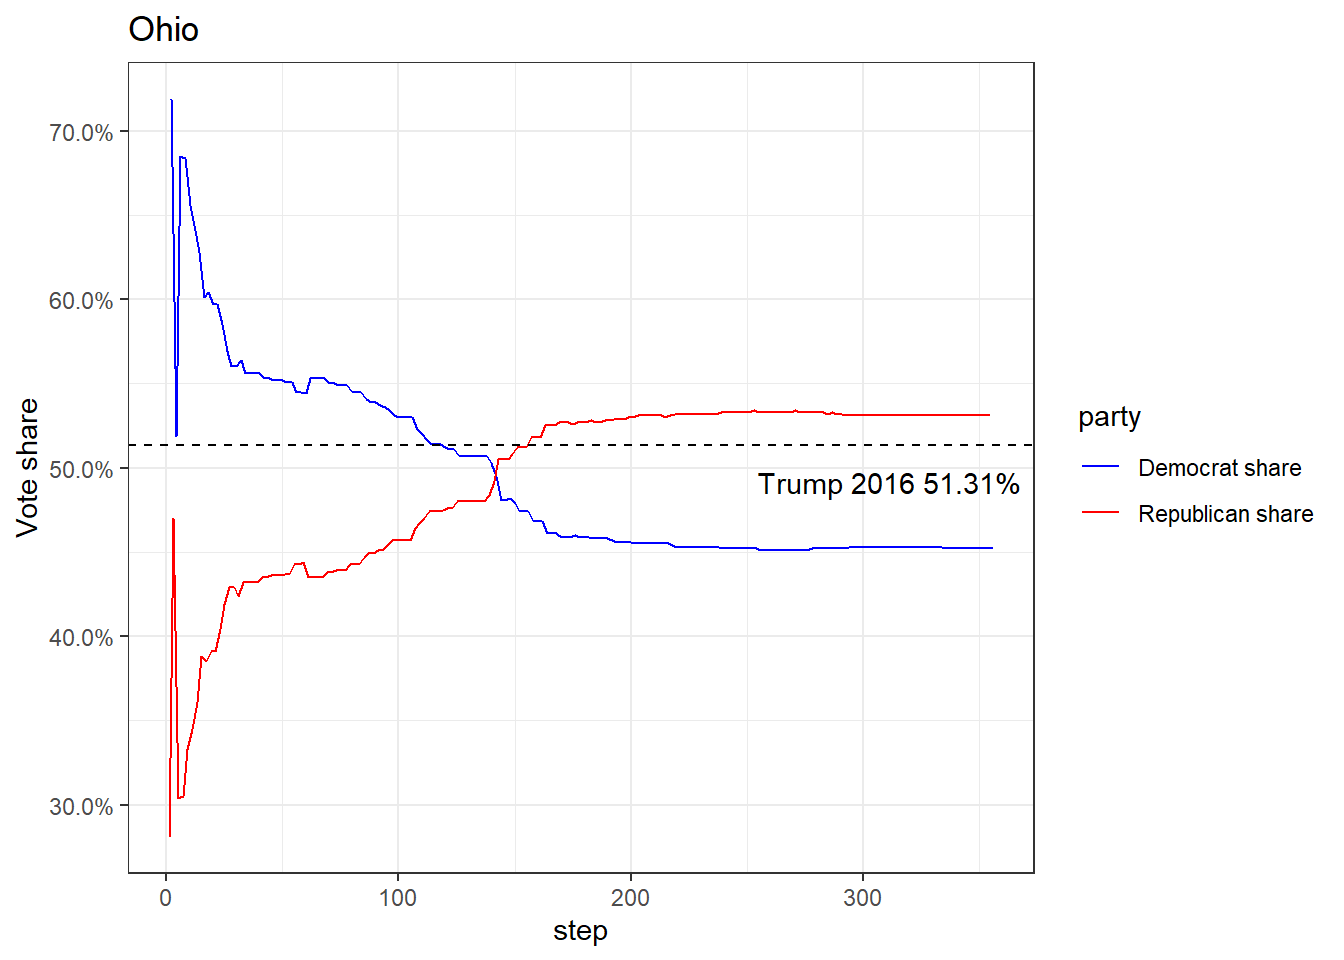 Ohio
70.0%
60.0%
50.0%
40.0%
30.0%
Vote share
Trump 2016 51.31%
0 100 200 300
step
party
Democrat share
Republican share